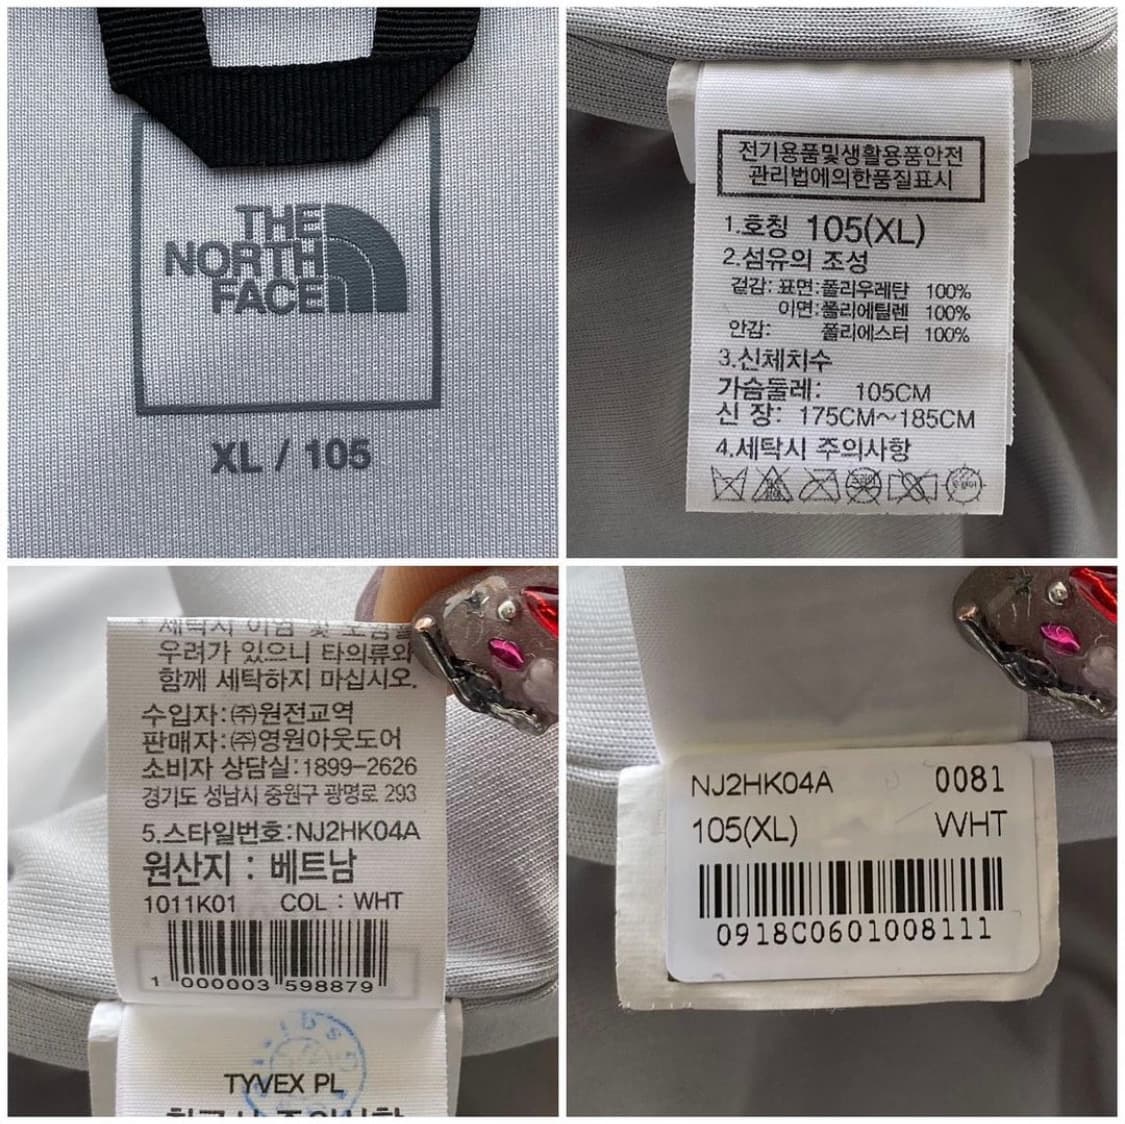 THE
NORTH
FACE
XL / 105
전기용품및생활용품안전
관리법에의한품질표시
1.호칭 105(XL)
2.섬유의 조성
겉감: 표면:폴리우레탄 100%
이면:폴리에틸렌 100%
안감: 폴리에스터 100%
3.신체치수
가슴둘레: 105CM
신 장: 175CM~185CM
4.세탁시 주의사항
세탁시 이염 및
우려가 있으니 타의류와
함께 세탁하지 마십시오.
수입자:㈜원전교역
판매자:㈜영원아웃도어
소비자 상담실:1899-2626
경기도 성남시 중원구 광명로 293
5.스타일번호:NJ2HK04A
원산지 : 베트남
1011K01 COL : WHT
1 000003 598879
TYVEX PL
NJ2HK04A 0081
105(XL) WHT
0918C0601008111